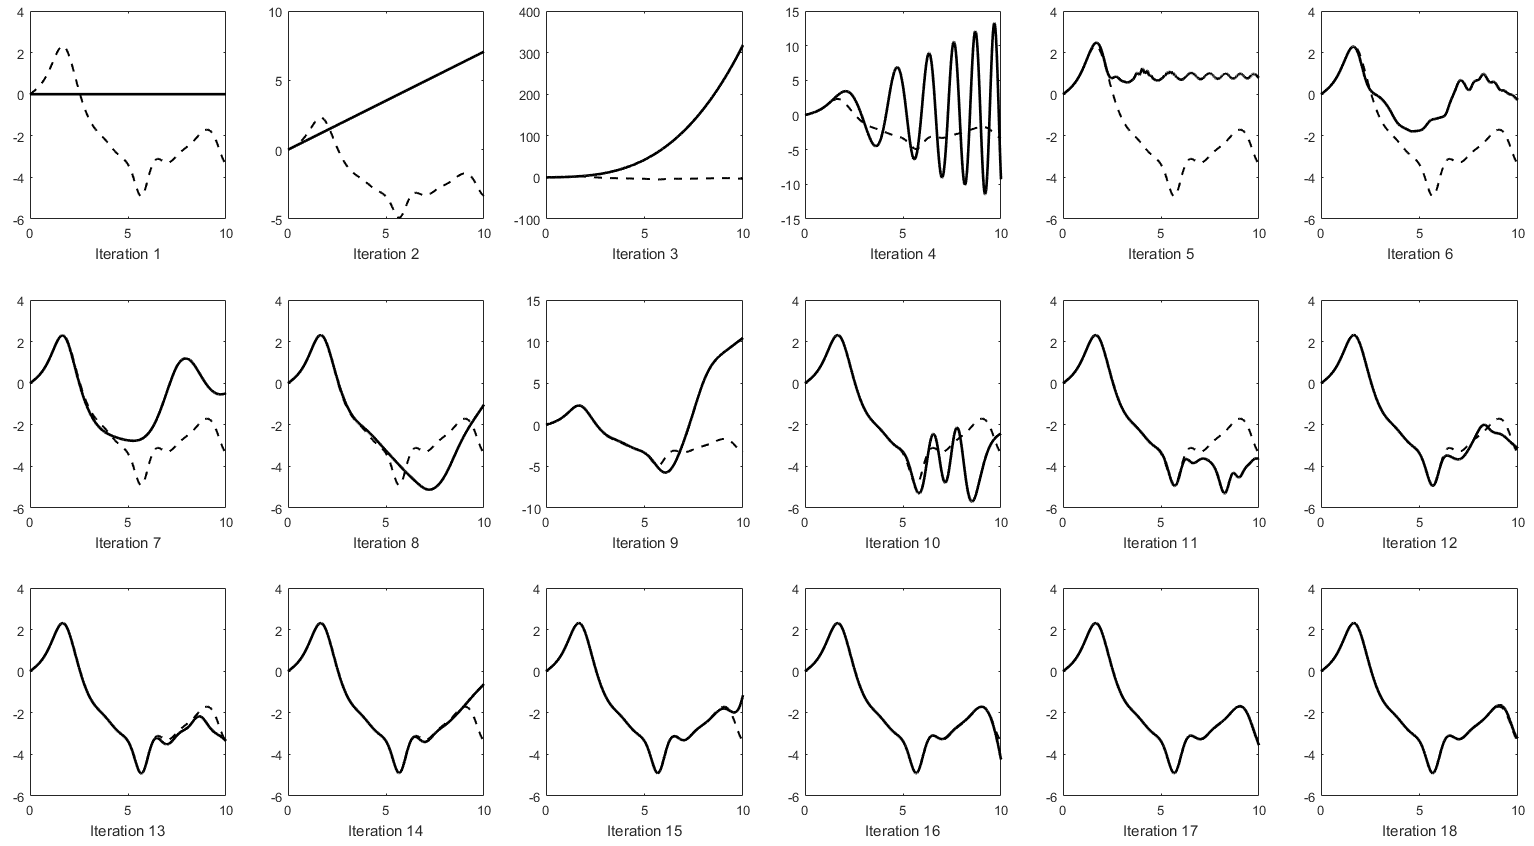 4 10 400 15 4 4
2 300 10 2 2
5 5
0 200 0 0
0
-2 100 0 -5 -2 -2
-4 0 -10 -4 -4
-6 -5 -100 -15 -6 -6
0 5 10 0 5 10 0 5 10 0 5 10 0 5 10 0 5 10
Iteration 1 Iteration 2 Iteration 3 Iteration 4 Iteration 5 Iteration 6
4 4 15 4 4 4
2 2 10 2 2 2
0 0 5 0 0 0
-2 -2 0 -2 -2 -2
-4 -4 -5 -4 -4 -4
-6 -6 -10 -6 -6 -6
0 5 10 0 5 10 0 5 10 0 5 10 0 5 10 0 5 10
Iteration 7 Iteration 8 Iteration 9 Iteration 10 Iteration 11 Iteration 12
4 4 4 4 4 4
2 2 2 2 2 2
0 0 0 0 0 0
-2 -2 -2 -2 -2 -2
-4 -4 -4 -4 -4 -4
-6 -6 -6 -6 -6 -6
0 5 10 0 5 10 0 5 10 0 5 10 0 5 10 0 5 10
Iteration 13 Iteration 14 Iteration 15 Iteration 16 Iteration 17 Iteration 18